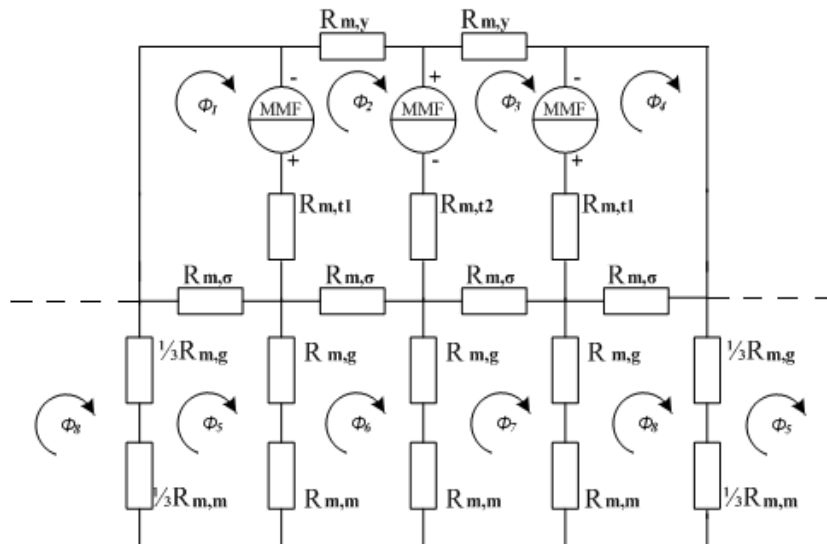 Rm,y Rm,y
- + -
Φ1 MMF Φ2 MMF Φ3 MMF Φ4
+ - +
Rm,t1 Rm,t2 Rm,t1
Rm,σ Rm,σ Rm,σ Rm,σ
⅓Rm,g Rm,g Rm,g Rm,g ⅓Rm,g
Φ8 Φ5 Φ6 Φ7 Φ8 Φ5
⅓Rm,m Rm,m Rm,m Rm,m ⅓Rm,m